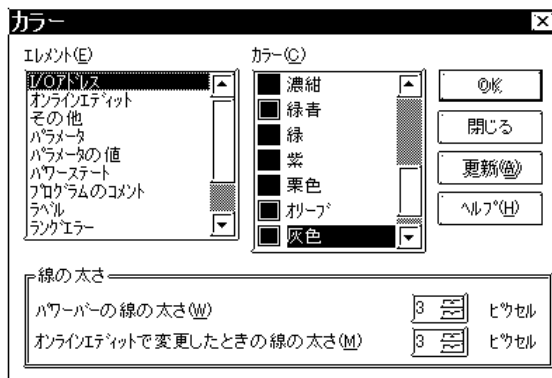 カラー
エレメント(E)
I/Oアドレス
オンラインエディット
その他
パラメータ
パラメータの値
パワーステート
プログラムのコメント
ラベル
ラングエラー
カラー(C)
濃紺
緑青
緑
紫
栗色
オリーブ
灰色
OK
閉じる
更新(A)
ヘルプ(H)
線の太さ
パワーバーの線の太さ(W) 3 ピクセル
オンラインエディットで変更したときの線の太さ(M) 3 ピクセル